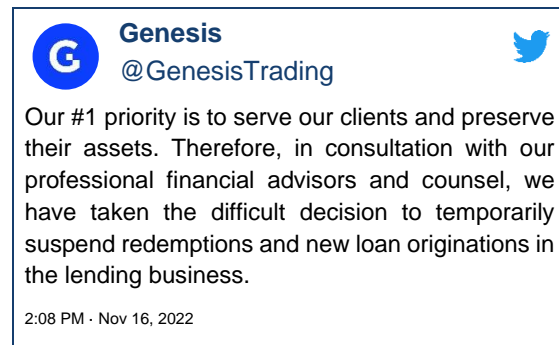 G
Genesis
@GenesisTrading
Our #1 priority is to serve our clients and preserve
their assets. Therefore, in consultation with our
professional financial advisors and counsel, we
have taken the difficult decision to temporarily
suspend redemptions and new loan originations in
the lending business.
2:08 PM · Nov 16, 2022